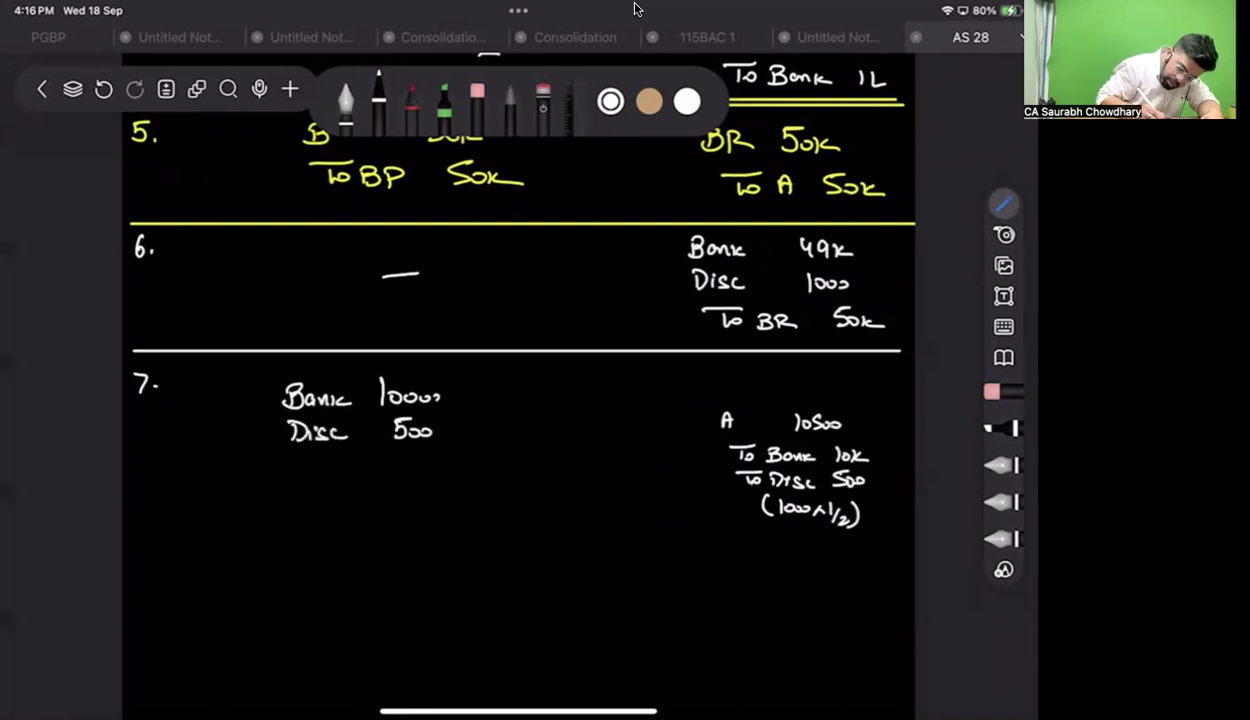 4:16 PM Wed 18 Sep
80%
PGBP
Untitled Not...
Untitled Not...
Consolidatio...
Consolidation
115BAC 1
Untitled Not...
AS 28
CA Saurabh Chowdhary
To Bank 1L
5.
B
To BP 50K
BR 50K
To A 50K
6.
—
Bank 49K
Disc 1000
To BR 50K
7.
Bank 10000
Disc 500
A 10500
To Bank 10K
To Disc 500
(1000 x 1/2)